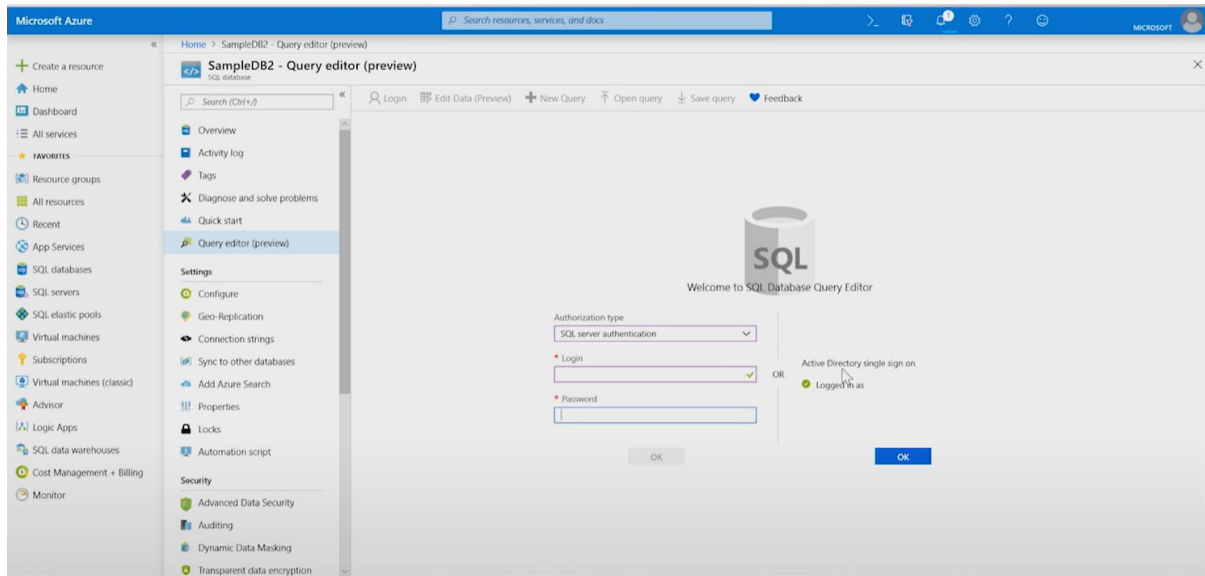 Microsoft Azure
Search resources, services, and docs
1
MICROSOFT
Home > SampleDB2 - Query editor (preview)
SampleDB2 - Query editor (preview)
SQL database
Create a resource
Home
Dashboard
All services
FAVORITES
Resource groups
All resources
Recent
App Services
SQL databases
SQL servers
SQL elastic pools
Virtual machines
Subscriptions
Virtual machines (classic)
Advisor
Logic Apps
SQL data warehouses
Cost Management + Billing
Monitor
Search (Ctrl+/)
Overview
Activity log
Tags
Diagnose and solve problems
Quick start
Query editor (preview)
Settings
Configure
Geo-Replication
Connection strings
Sync to other databases
Add Azure Search
Properties
Locks
Automation script
Security
Advanced Data Security
Auditing
Dynamic Data Masking
Transparent data encryption
Login Edit Data (Preview) New Query Open query Save query Feedback
SQL
Welcome to SQL Database Query Editor
Authorization type
SQL server authentication
* Login
* Password
OK
OR
Active Directory single sign on
Logged in as
OK